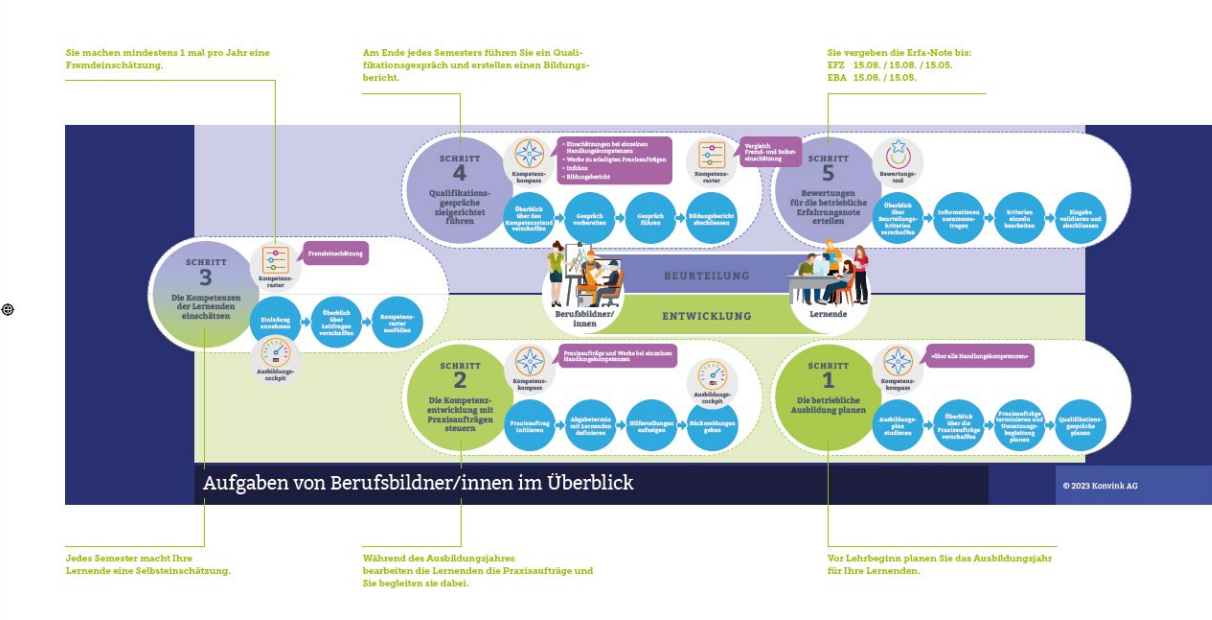 Sie machen mindestens 1 mal pro Jahr eine
Fremdeinschätzung.
Am Ende jedes Semesters führen Sie ein Quali-
fikationsgespräch und erstellen einen Bildungs-
bericht.
Sie vergeben die Erfa-Note bis:
EFZ 15.08. / 15.08. / 15.05.
EBA 15.08. / 15.05.
SCHRITT
4
Qualifikations-
gespräche
zielgerichtet
führen
Kompetenz-
kompass
– Einschätzungen bei einzelnen
Handlungskompetenzen
– Werke zu erledigten Praxisaufträgen
– Infobox
– Bildungsbericht
Kompetenz-
raster
Vergleich
Fremd- und Selbst-
einschätzung
Überblick
über den
Kompetenzstand
verschaffen
Gespräch
vorbereiten
Gespräch
führen
Bildungsbericht
abschliessen
SCHRITT
5
Bewertungen
für die betriebliche
Erfahrungsnote
erteilen
Bewertungs-
tool
Überblick
über
Beurteilungs-
kriterien
verschaffen
Informationen
zusammen-
tragen
Kriterien
einzeln
bearbeiten
Eingabe
validieren und
abschliessen
SCHRITT
3
Die Kompetenzen
der Lernenden
einschätzen
Kompetenz-
raster
Fremdeinschätzung
Einladung
annehmen
Überblick
über
Leitfragen
verschaffen
Kompetenz-
raster
ausfüllen
Ausbildungs-
cockpit
BEURTEILUNG
ENTWICKLUNG
Berufsbildner/
innen
Lernende
SCHRITT
2
Die Kompetenz-
entwicklung mit
Praxisaufträgen
steuern
Kompetenz-
kompass
Praxisaufträge und Werke bei einzelnen
Handlungskompetenzen
Ausbildungs-
cockpit
Praxisauftrag
initiieren
Abgabetermin
mit Lernenden
definieren
Hilfestellungen
aufzeigen
Rückmeldungen
geben
SCHRITT
1
Die betriebliche
Ausbildung planen
Kompetenz-
kompass
«über alle Handlungskompetenzen»
Ausbildungs-
plan
studieren
Überblick
über die
Praxisaufträge
verschaffen
Praxisaufträge
terminieren und
Umsetzungs-
begleitung
planen
Qualifikations-
gespräche
planen
Aufgaben von Berufsbildner/innen im Überblick
© 2023 Konvink AG
Jedes Semester macht Ihre
Lernende eine Selbsteinschätzung.
Während des Ausbildungsjahres
bearbeiten die Lernenden die Praxisaufträge und
Sie begleiten sie dabei.
Vor Lehrbeginn planen Sie das Ausbildungsjahr
für Ihre Lernenden.